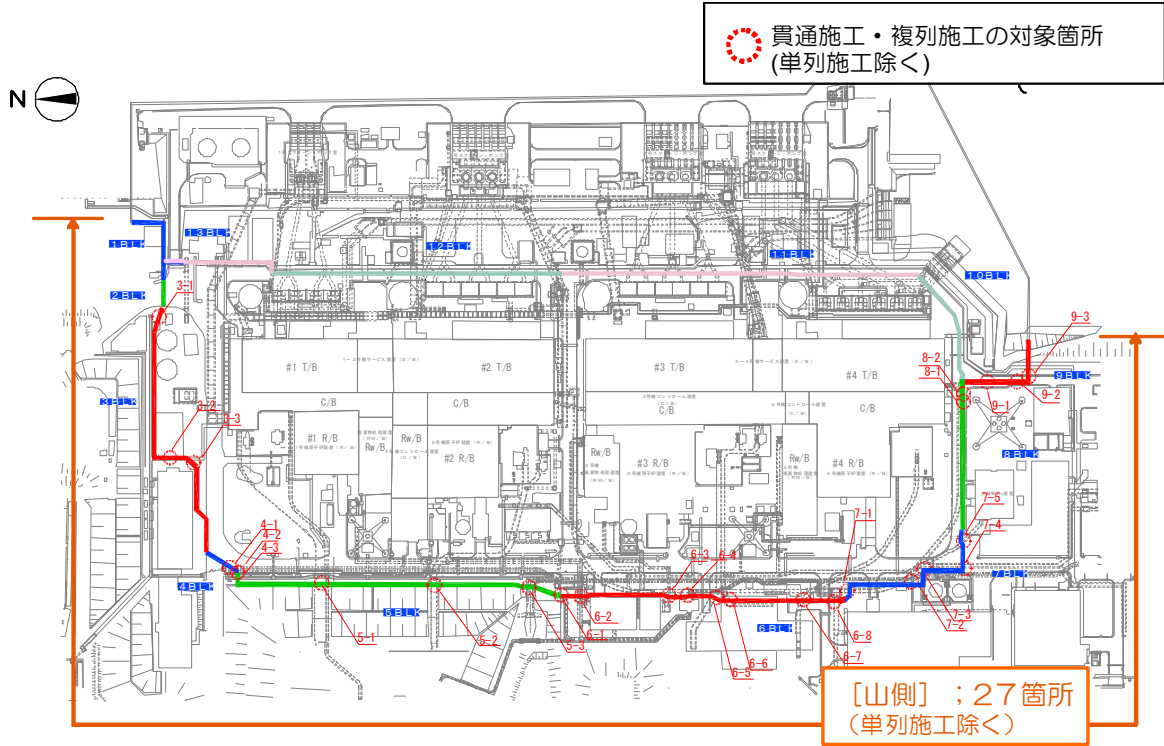 貫通施工・複列施工の対象箇所
(単列施工除く)
N
1BLK
13BLK
12BLK
11BLK
10BLK
2BLK
3-1
9-3
8-2
8-1
#1 T/B
#2 T/B
#3 T/B
#4 T/B
9BLK
3BLK
9-1
9-2
C/B
C/B
C/B
C/B
3-2
3-3
#1 R/B
Rw/B
Rw/B
#2 R/B
Rw/B
#3 R/B
Rw/B
#4 R/B
8BLK
7-5
7-4
7-1
4-1
4-2
4-3
6-3
6-4
4BLK
7BLK
5BLK
5-1
5-2
5-3
6-1
6-2
6-5
6-6
6-7
6-8
6BLK
7-3
7-2
[山側] ;27箇所
(単列施工除く)